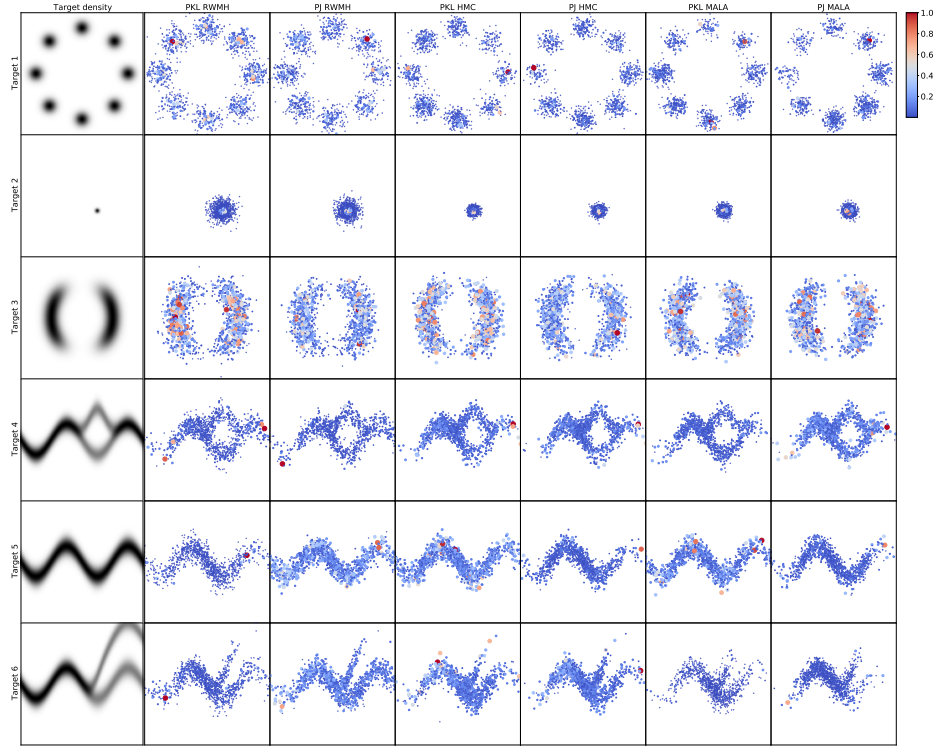 Target density PKL RWMH PJ RWMH PKL HMC PJ HMC PKL MALA PJ MALA
1.0
0.8
0.6
0.4
0.2
Target 1
Target 2
Target 3
Target 4
Target 5
Target 6